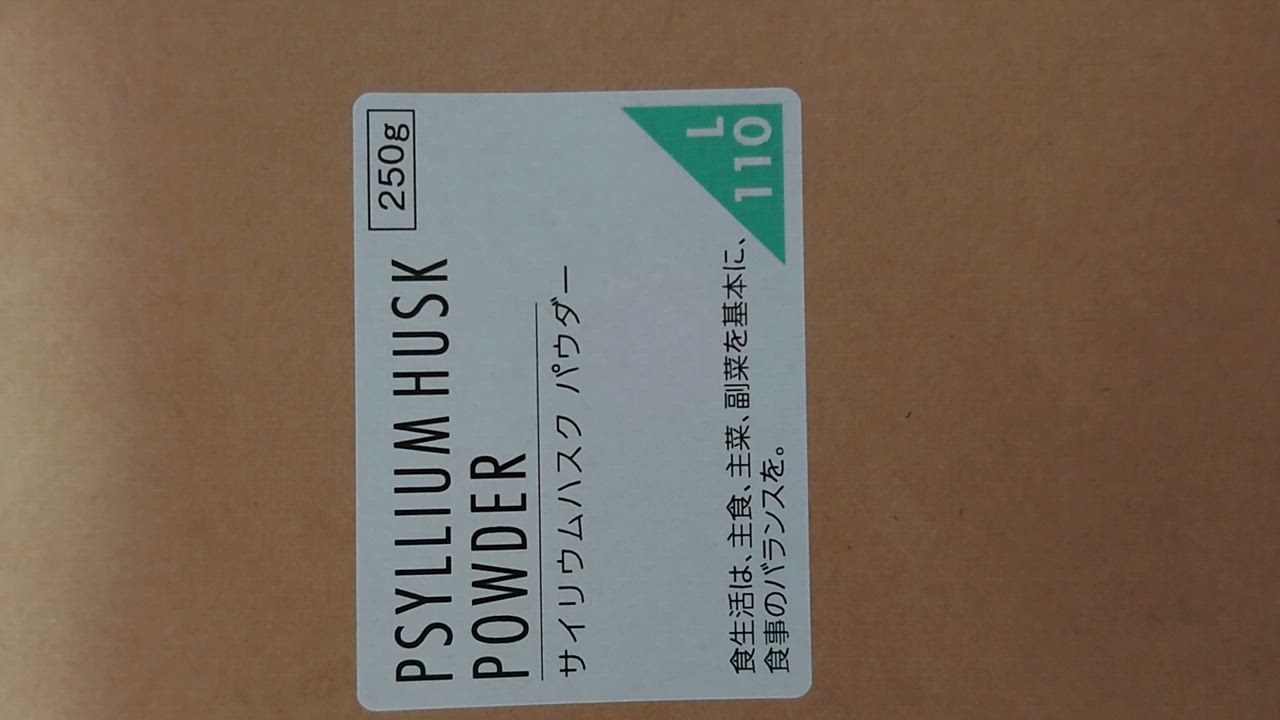 PSYLLIUM HUSK
POWDER
250g
サイリウムハスク パウダー
L
110
食生活は、主食、主菜、副菜を基本に、
食事のバランスを。